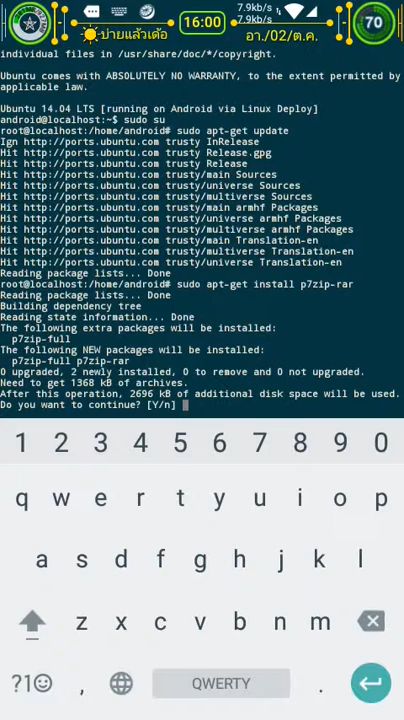 7.9kb/s
7.9kb/s
16:00
70
บ่ายแล้วเด้อ
อา./02/ต.ค.
individual files in /usr/share/doc/*/copyright.
Ubuntu comes with ABSOLUTELY NO WARRANTY, to the extent permitted by
applicable law.
Ubuntu 14.04 LTS [running on Android via Linux Deploy]
android@localhost:~$ sudo su
root@localhost:/home/android# sudo apt-get update
Ign http://ports.ubuntu.com trusty InRelease
Hit http://ports.ubuntu.com trusty Release.gpg
Hit http://ports.ubuntu.com trusty Release
Hit http://ports.ubuntu.com trusty/main Sources
Hit http://ports.ubuntu.com trusty/universe Sources
Hit http://ports.ubuntu.com trusty/multiverse Sources
Hit http://ports.ubuntu.com trusty/main armhf Packages
Hit http://ports.ubuntu.com trusty/universe armhf Packages
Hit http://ports.ubuntu.com trusty/multiverse armhf Packages
Hit http://ports.ubuntu.com trusty/main Translation-en
Hit http://ports.ubuntu.com trusty/multiverse Translation-en
Hit http://ports.ubuntu.com trusty/universe Translation-en
Reading package lists... Done
root@localhost:/home/android# sudo apt-get install p7zip-rar
Reading package lists... Done
Building dependency tree
Reading state information... Done
The following extra packages will be installed:
p7zip-full
The following NEW packages will be installed:
p7zip-full p7zip-rar
0 upgraded, 2 newly installed, 0 to remove and 0 not upgraded.
Need to get 1368 kB of archives.
After this operation, 2696 kB of additional disk space will be used.
Do you want to continue? [Y/n]
1 2 3 4 5 6 7 8 9 0
q w e r t y u i o p
a s d f g h j k l
z x c v b n m
?1☺ , QWERTY .